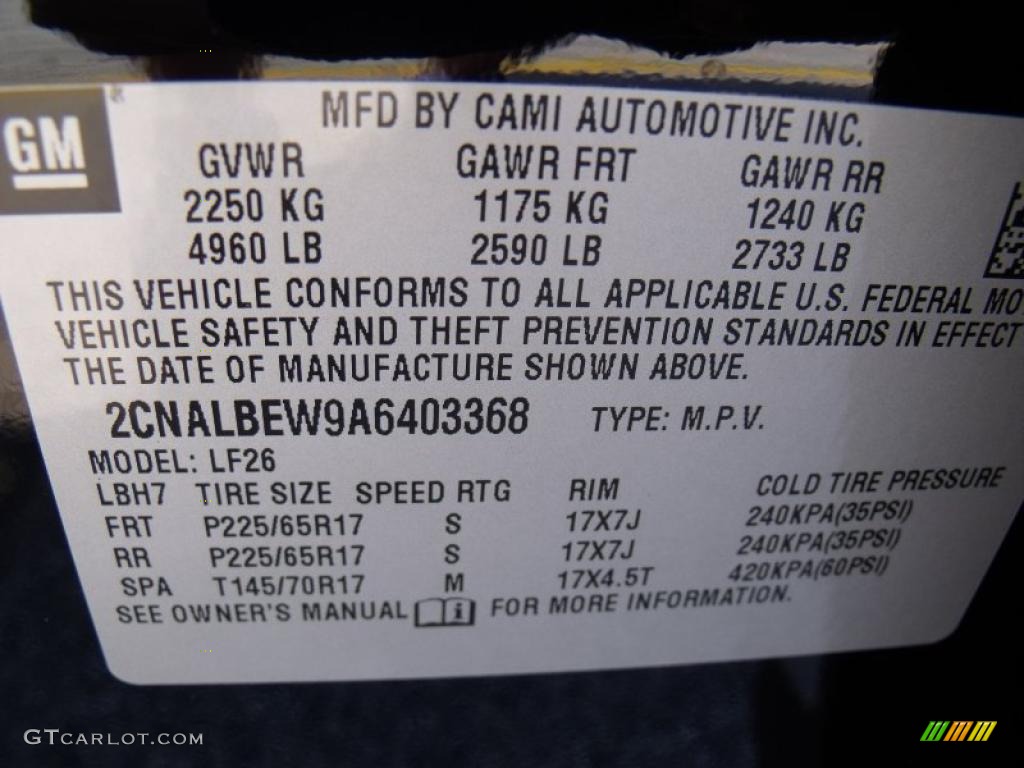 GM
MFD BY CAMI AUTOMOTIVE INC.
GVWR GAWR FRT GAWR RR
2250 KG 1175 KG 1240 KG
4960 LB 2590 LB 2733 LB
THIS VEHICLE CONFORMS TO ALL APPLICABLE U.S. FEDERAL MO
VEHICLE SAFETY AND THEFT PREVENTION STANDARDS IN EFFECT
THE DATE OF MANUFACTURE SHOWN ABOVE.
2CNALBEW9A6403368 TYPE: M.P.V.
MODEL: LF26
LBH7 TIRE SIZE SPEED RTG RIM COLD TIRE PRESSURE
FRT P225/65R17 S 17X7J 240KPA(35PSI)
RR P225/65R17 S 17X7J 240KPA(35PSI)
SPA T145/70R17 M 17X4.5T 420KPA(60PSI)
SEE OWNER'S MANUAL i FOR MORE INFORMATION.
GTCARLOT.COM